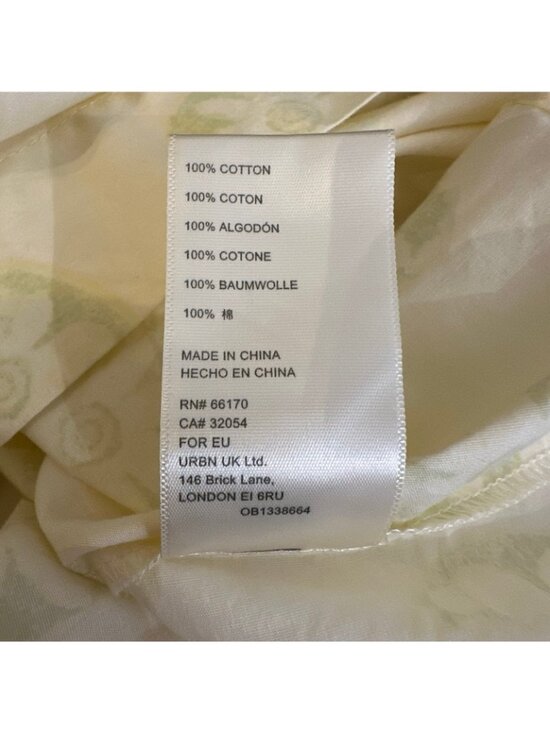 100% COTTON
100% COTON
100% ALGODÓN
100% COTONE
100% BAUMWOLLE
100% 棉
MADE IN CHINA
HECHO EN CHINA
RN# 66170
CA# 32054
FOR EU
URBN UK Ltd.
146 Brick Lane,
LONDON EI 6RU
OB1338664